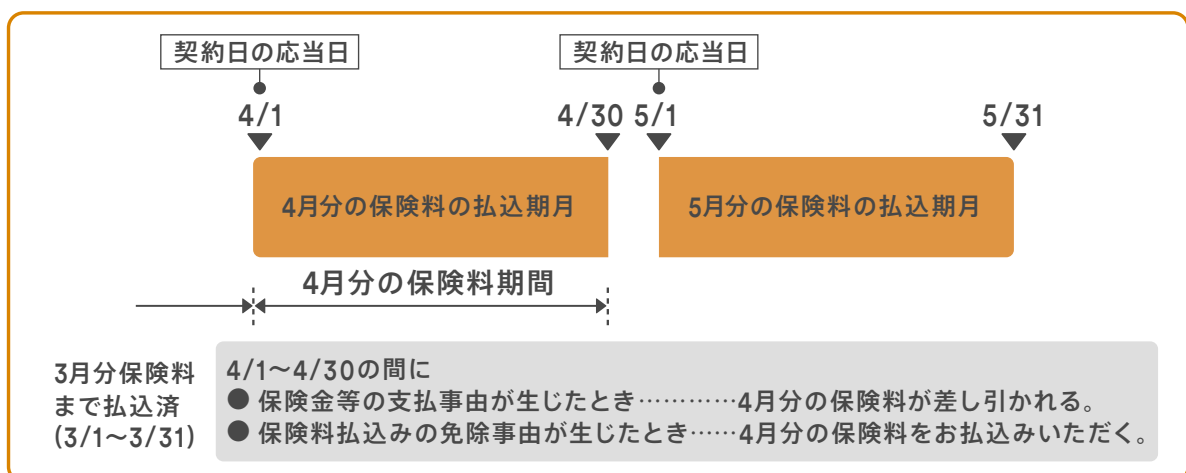 契約日の応当日 契約日の応当日
4/1 4/30 5/1 5/31
4月分の保険料の払込期月 5月分の保険料の払込期月
4月分の保険料期間
3月分保険料
まで払込済
(3/1〜3/31)
4/1〜4/30の間に
● 保険金等の支払事由が生じたとき…………4月分の保険料が差し引かれる。
● 保険料払込みの免除事由が生じたとき……4月分の保険料をお払込みいただく。